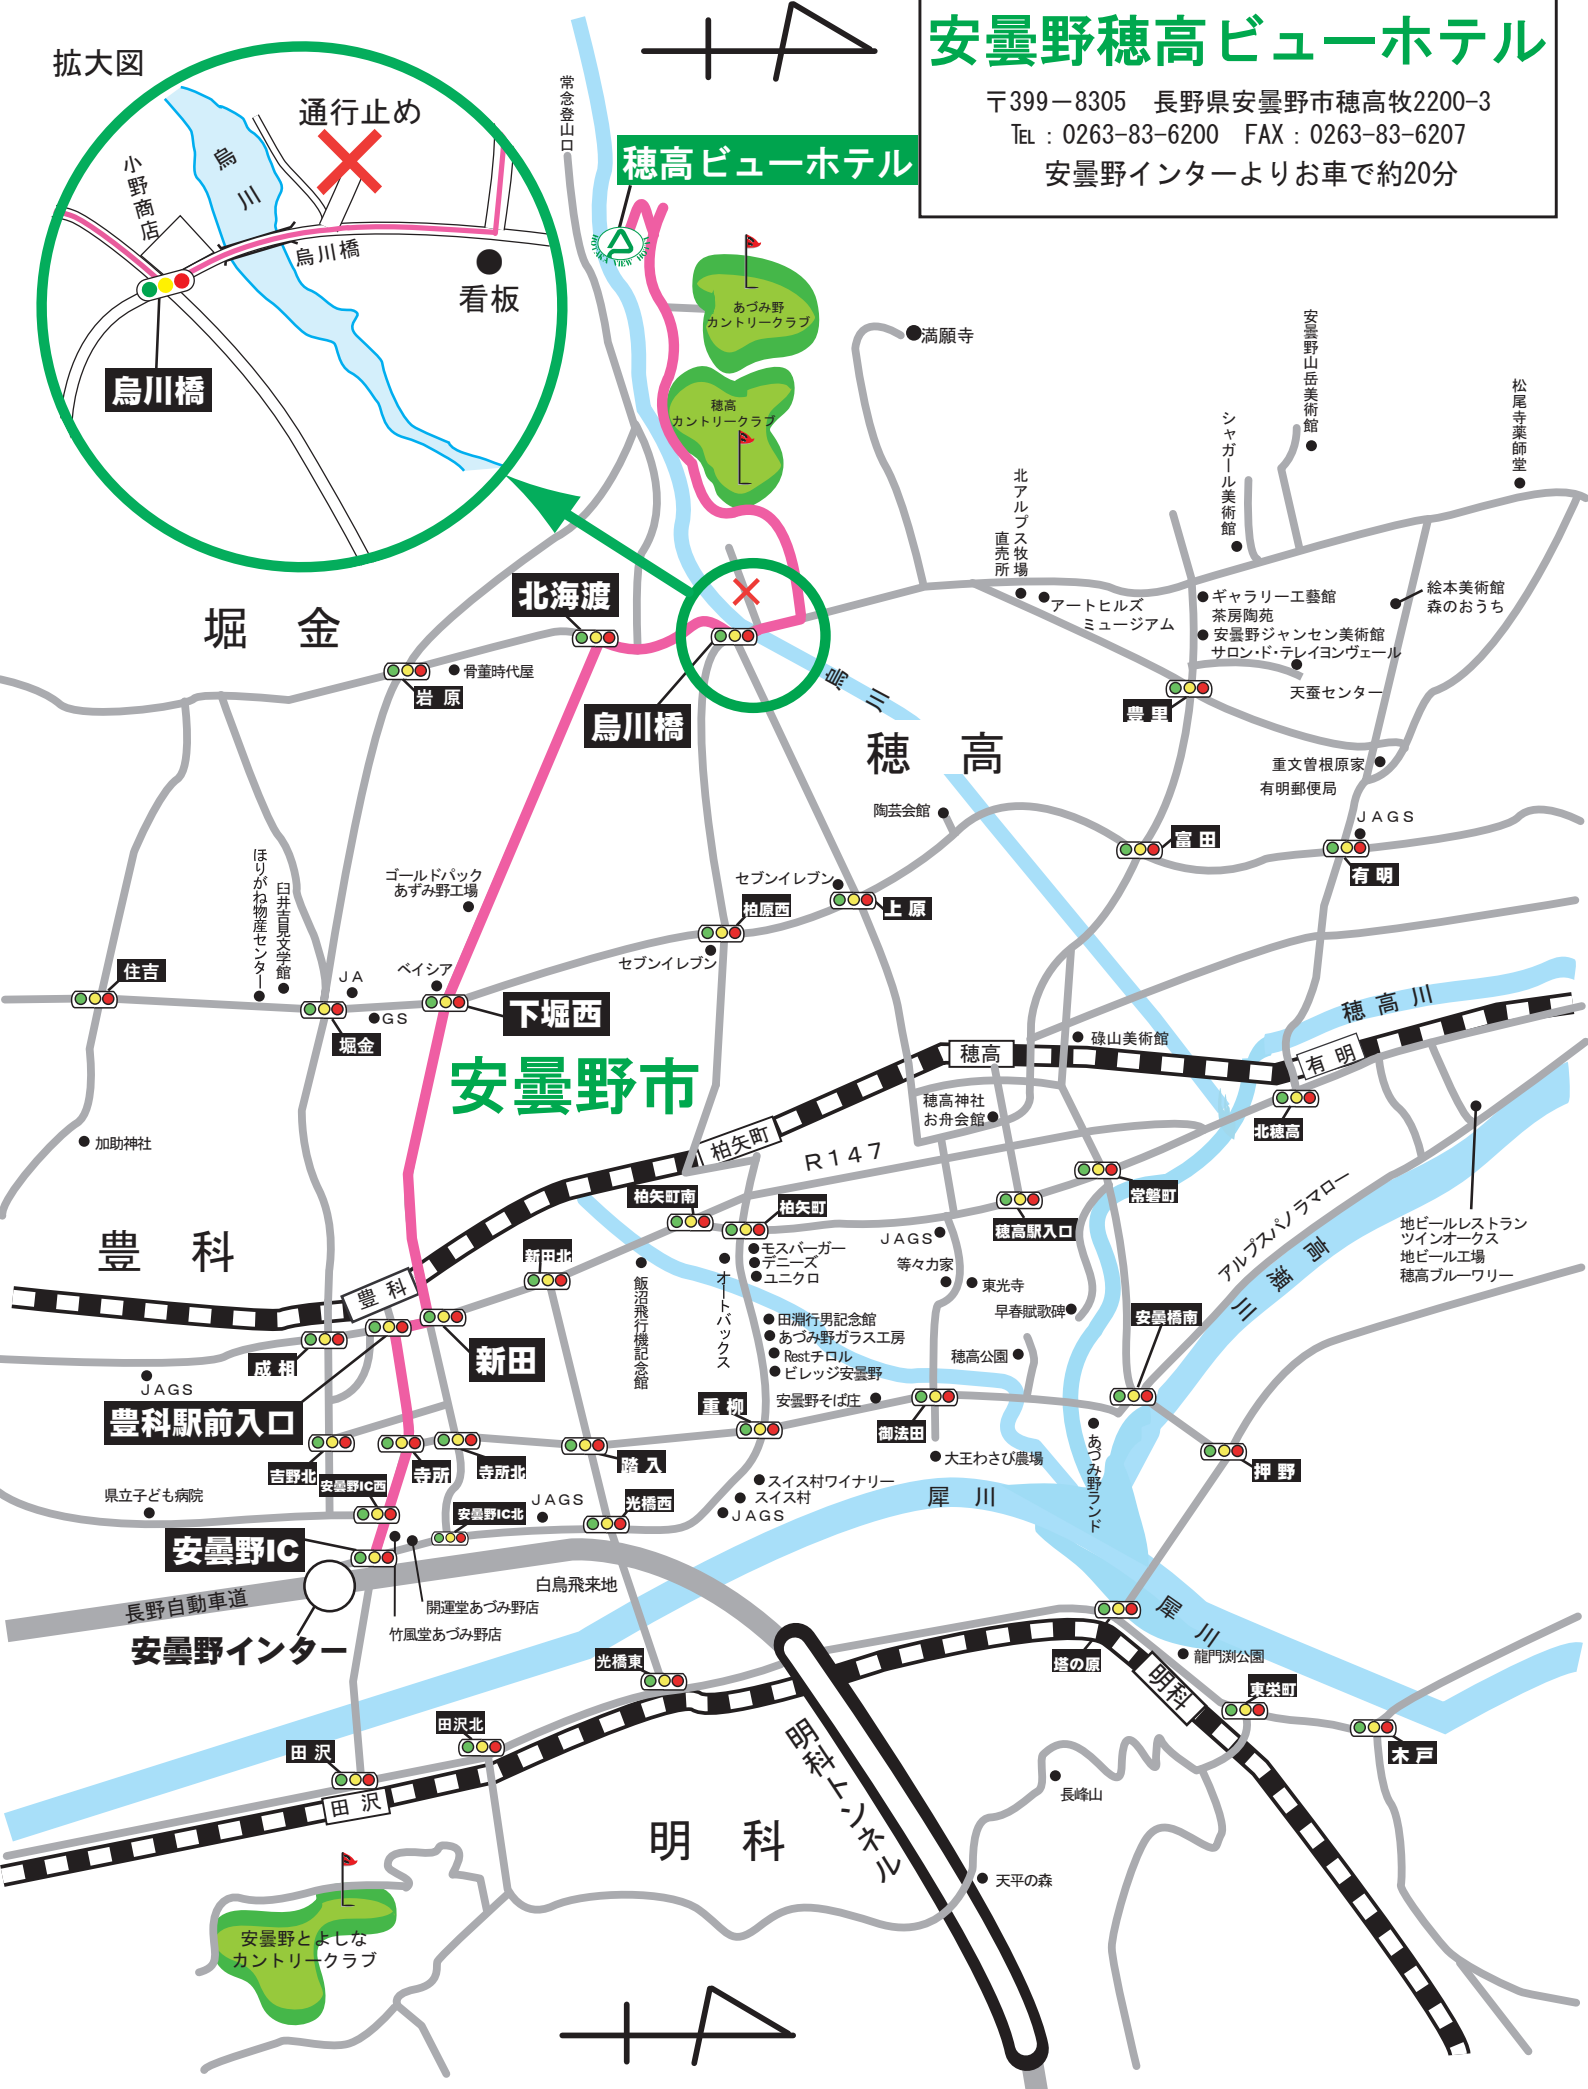 安曇野穂高ビューホテル
〒399－8305　長野県安曇野市穂高牧2200-3
TEL：0263-83-6200　FAX：0263-83-6207
安曇野インターよりお車で約20分
拡大図
通行止め
小野商店
烏川
烏川橋
看板
烏川橋
常念登山口
穂高ビューホテル
HOTAKA VIEW HOTEL
あづみ野
カントリークラブ
穂高
カントリークラブ
満願寺
安曇野山岳美術館
シャガール美術館
松尾寺薬師堂
北アルプス牧場
直売所
アートヒルズ
ミュージアム
ギャラリー工藝館
茶房陶苑
安曇野ジャンセン美術館
サロン・ド・テレイヨンヴェール
絵本美術館
森のおうち
天蚕センター
豊里
重文曽根原家
有明郵便局
JAGS
堀　金
北海渡
骨董時代屋
岩原
烏川橋
烏川
穂　高
陶芸会館
富田
有明
ほりがね物産センター
臼井吉見文学館
ゴールドパック
あずみ野工場
セブンイレブン
柏原西
上原
セブンイレブン
住吉
JA
ベイシア
GS
堀金
下堀西
安曇野市
穂高川
穂高
碌山美術館
有明
穂高神社
お舟会館
北穂高
加助神社
柏矢町
R147
柏矢町南
柏矢町
常盤町
穂高駅入口
アルプスパノラマロー
高瀬川
地ビールレストラン
ツインオークス
地ビール工場
穂高ブルーワリー
豊　科
新田北
モスバーガー
デニーズ
ユニクロ
JAGS
等々力家
東光寺
早春賦歌碑
安曇橋南
豊科
飯沼飛行機記念館
オートバックス
田淵行男記念館
あづみ野ガラス工房
Restチロル
ビレッジ安曇野
穂高公園
成相
新田
JAGS
豊科駅前入口
重柳
安曇野そば庄
御法田
大王わさび農場
あづみ野ランド
押野
吉野北
安曇野IC西
寺所
寺所北
踏入
県立子ども病院
安曇野IC北
JAGS
光橋西
スイス村ワイナリー
スイス村
JAGS
犀川
安曇野IC
長野自動車道
安曇野インター
開運堂あづみ野店
竹風堂あづみ野店
白鳥飛来地
犀川
塔の原
龍門渕公園
光橋東
明科
東栄町
木戸
田沢北
田沢
田沢
明科トンネル
長峰山
明　科
天平の森
安曇野とよしな
カントリークラブ